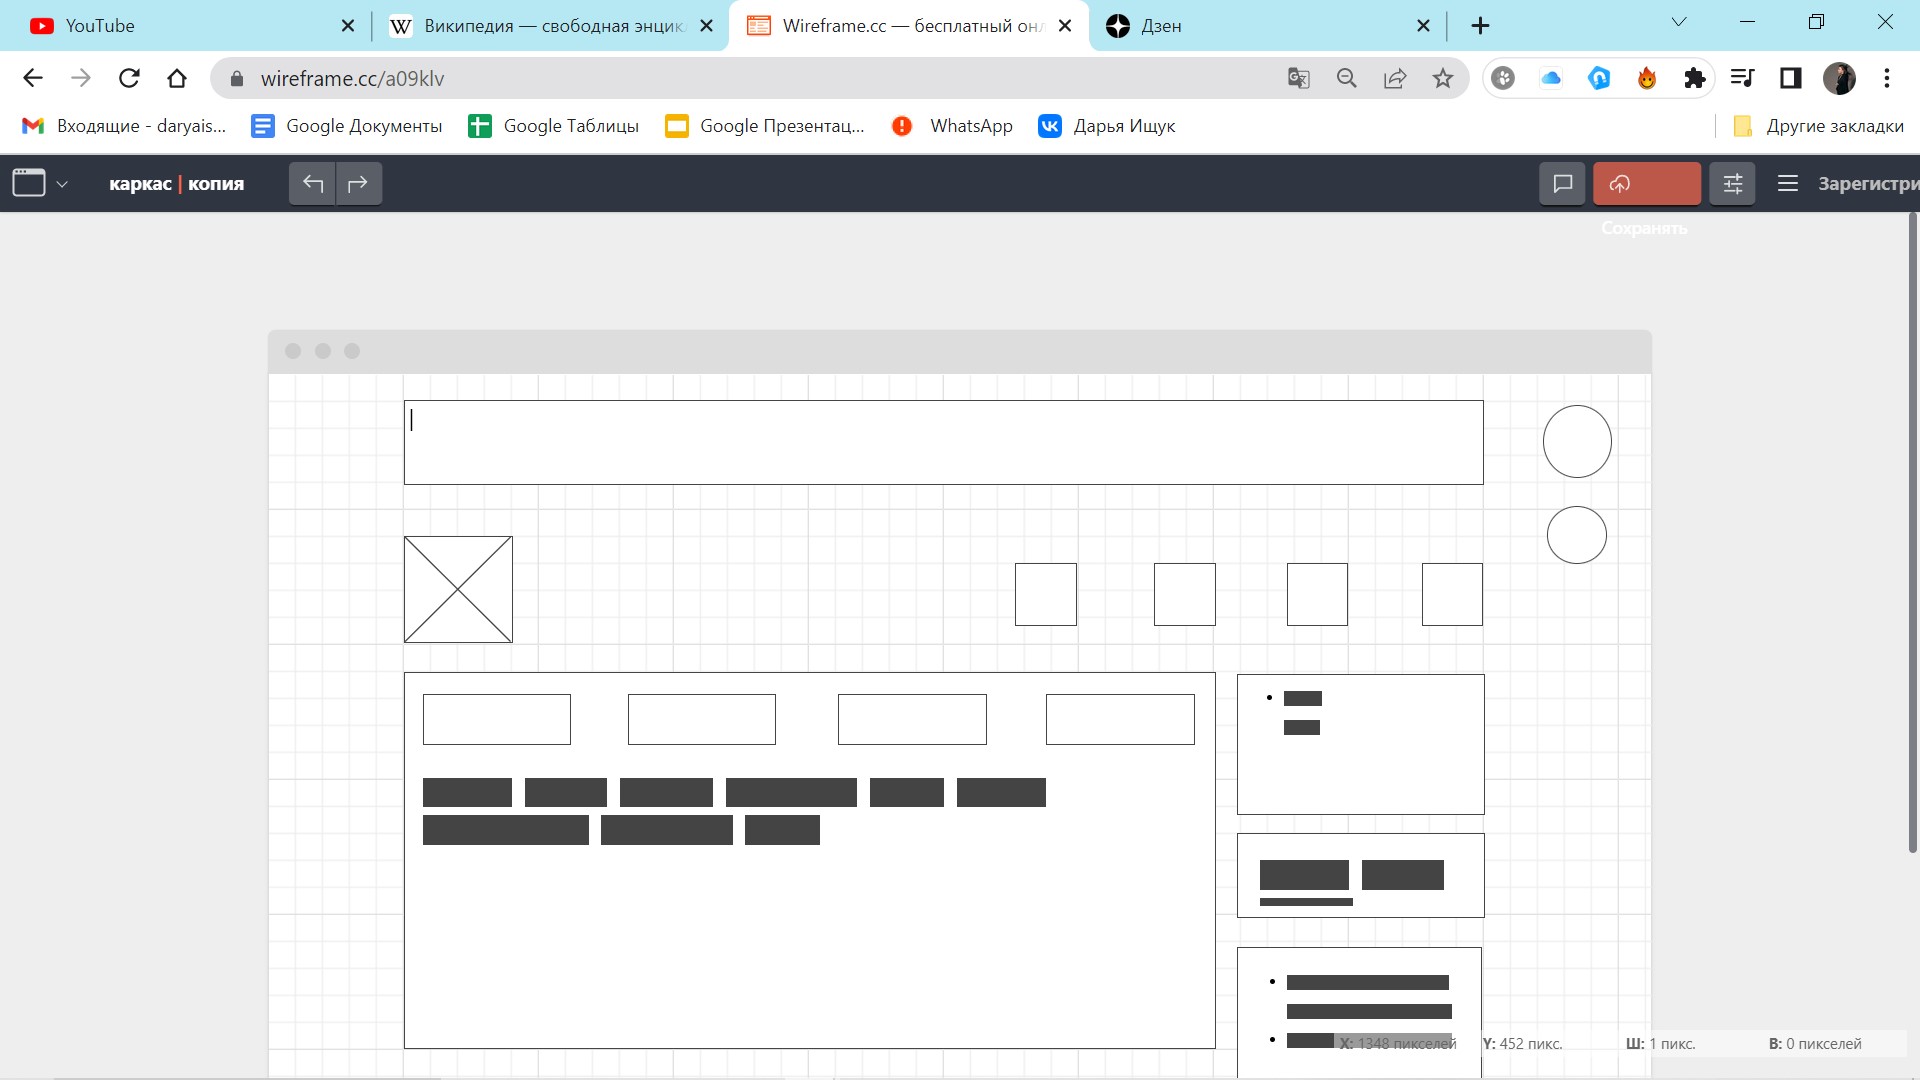 YouTube
Википедия — свободная энцик
Wireframe.cc — бесплатный онл
Дзен
wireframe.cc/a09klv
Входящие - daryais...
Google Документы
Google Таблицы
Google Презентац...
WhatsApp
Дарья Ищук
Другие закладки
каркас | копия
Зарегистри
Сохранять
X: 1348 пикселей
Y: 452 пикс.
Ш: 1 пикс.
В: 0 пикселей